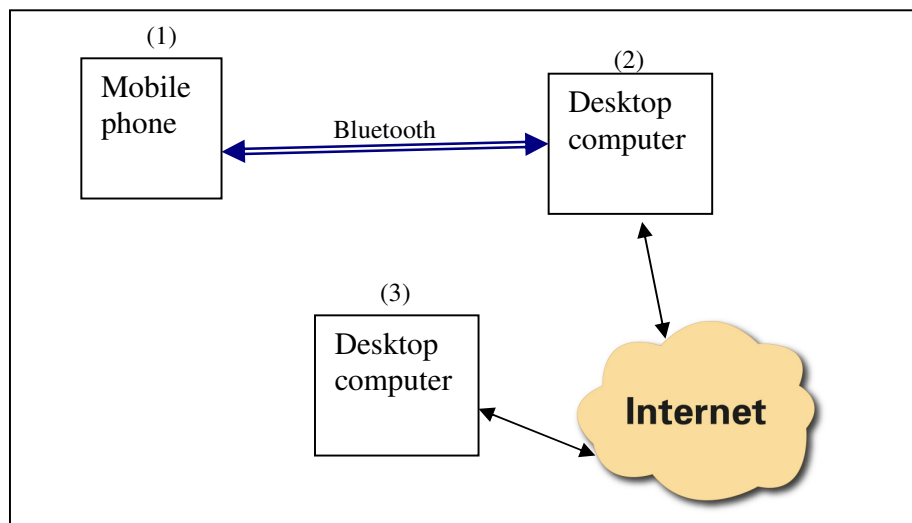 (1)
Mobile
phone
Bluetooth
(2)
Desktop
computer
(3)
Desktop
computer
Internet